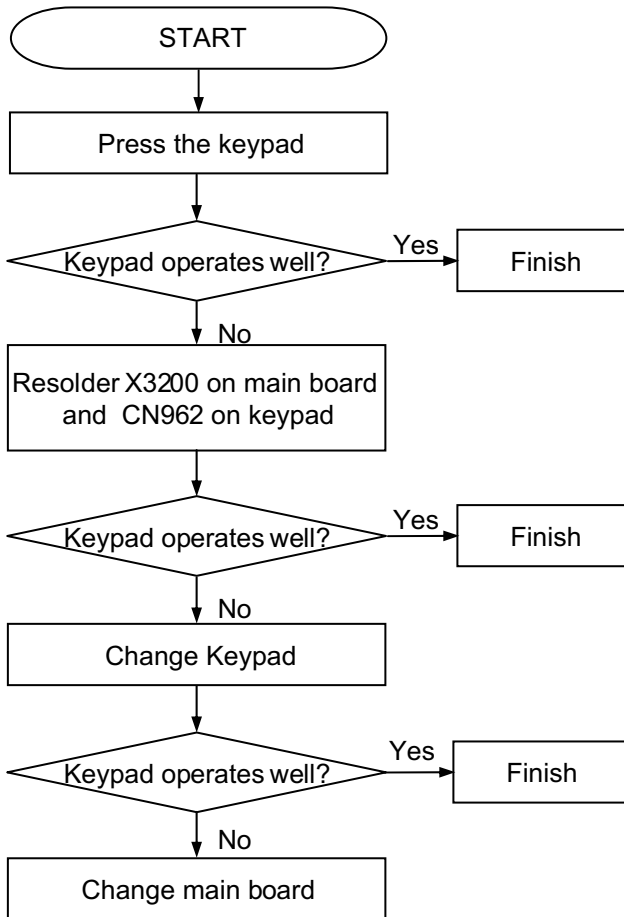 START
Press the keypad
Keypad operates well?
Yes
Finish
No
Resolder X3200 on main board
and CN962 on keypad
Keypad operates well?
Yes
Finish
No
Change Keypad
Keypad operates well?
Yes
Finish
No
Change main board